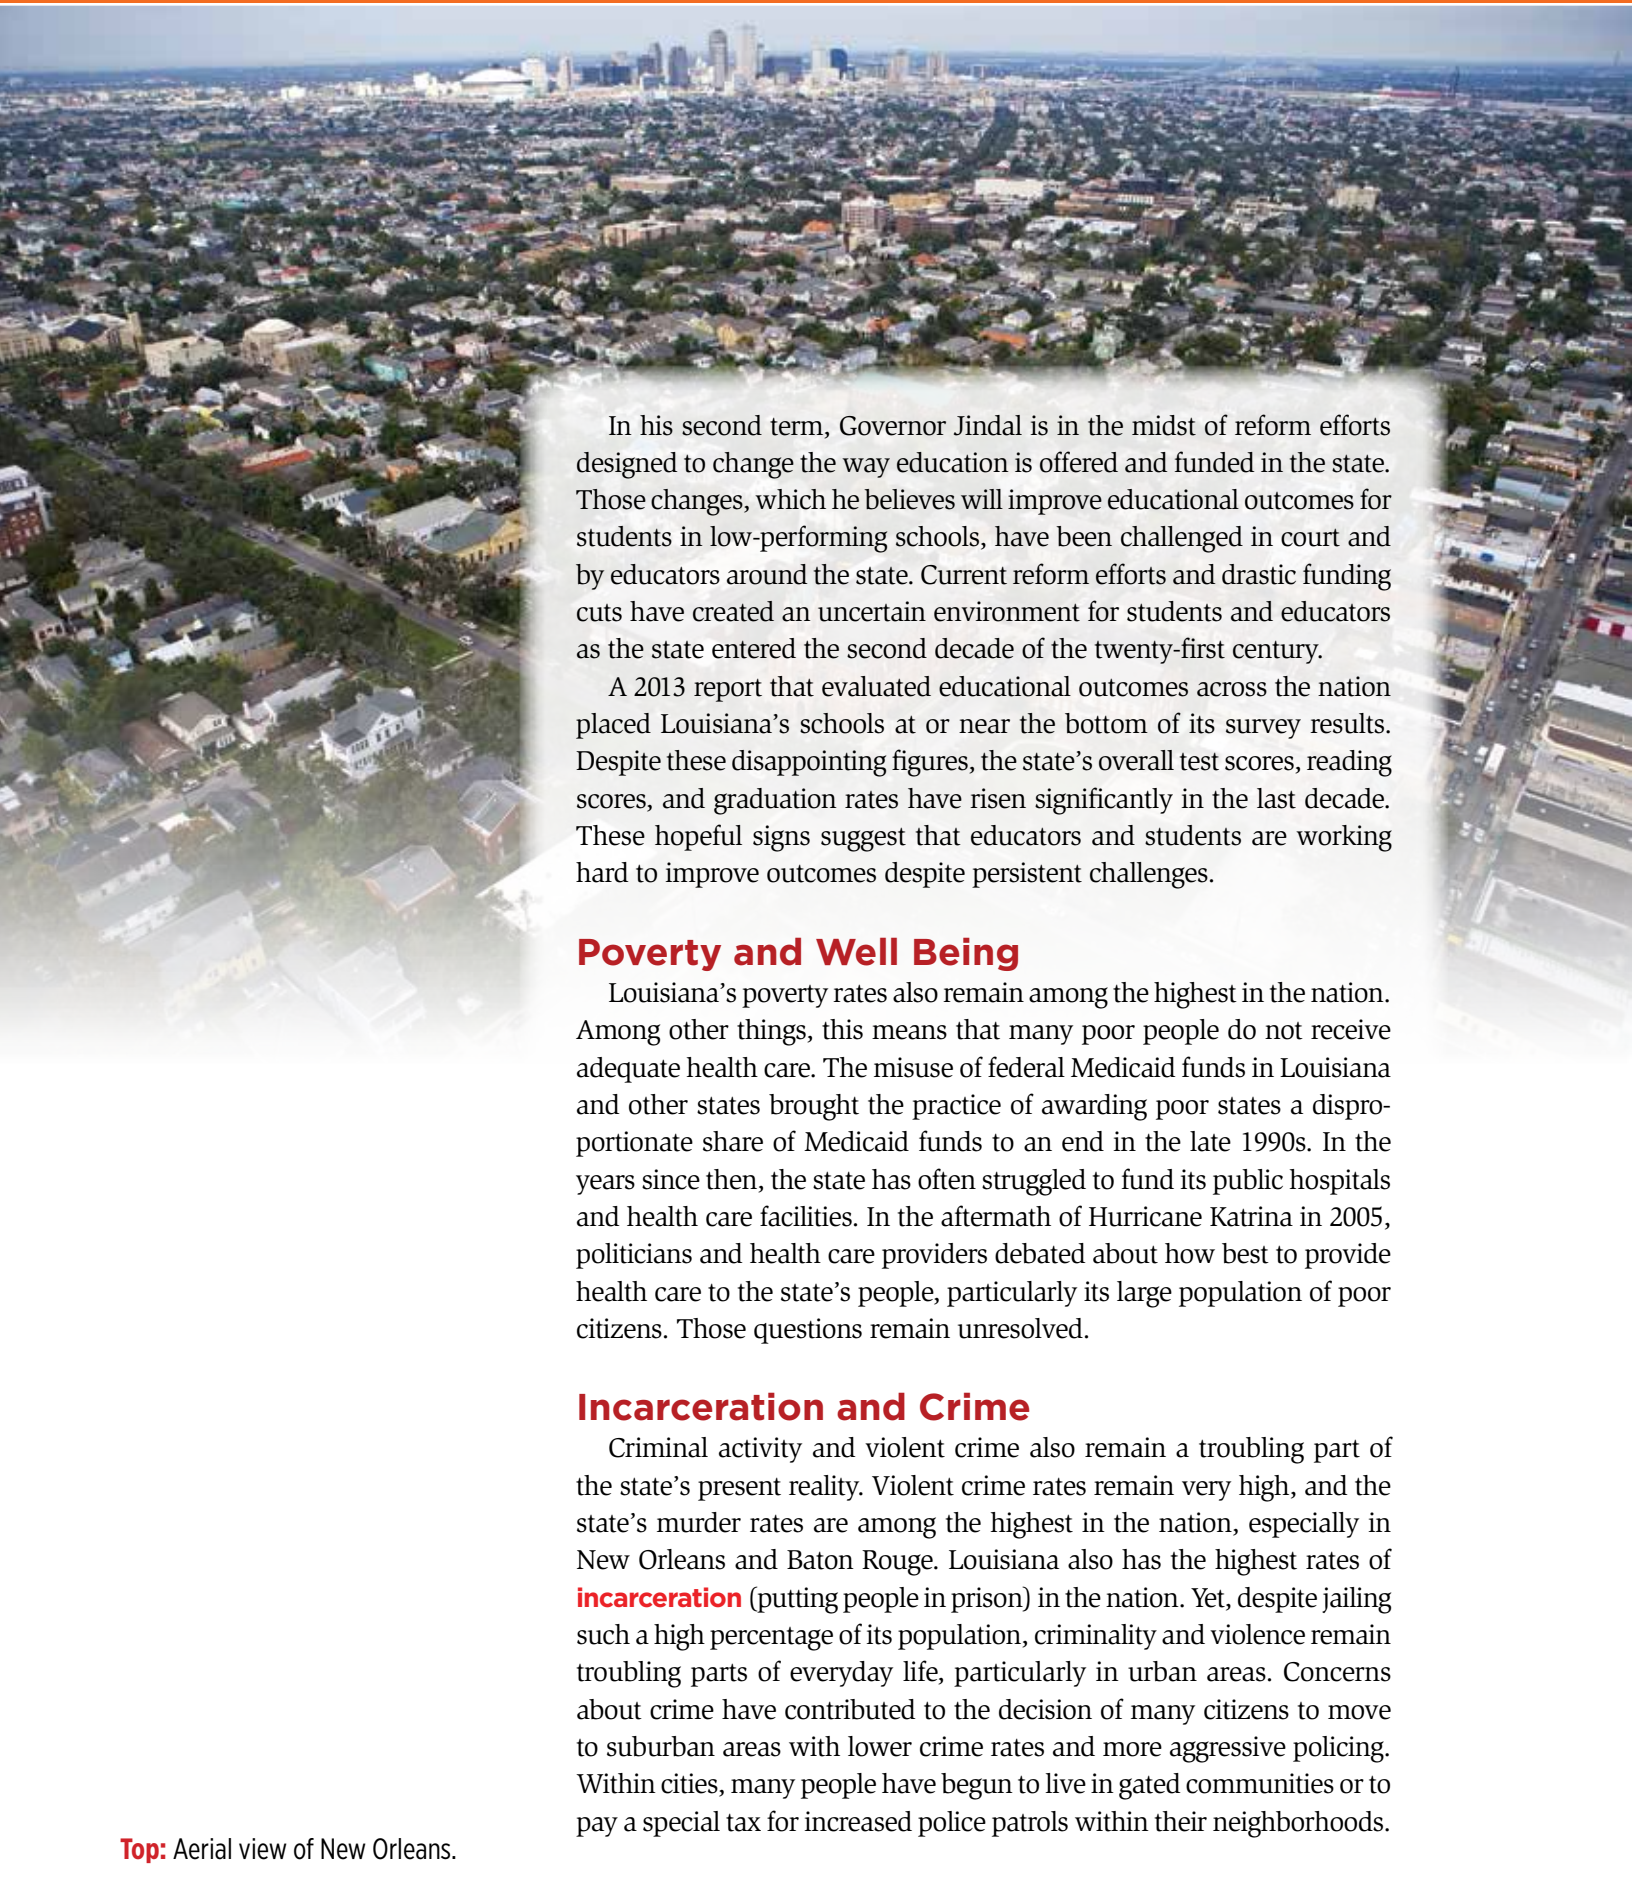 In his second term, Governor Jindal is in the midst of reform efforts
designed to change the way education is offered and funded in the state.
Those changes, which he believes will improve educational outcomes for
students in low-performing schools, have been challenged in court and
by educators around the state. Current reform efforts and drastic funding
cuts have created an uncertain environment for students and educators
as the state entered the second decade of the twenty-first century.
A 2013 report that evaluated educational outcomes across the nation
placed Louisiana’s schools at or near the bottom of its survey results.
Despite these disappointing figures, the state’s overall test scores, reading
scores, and graduation rates have risen significantly in the last decade.
These hopeful signs suggest that educators and students are working
hard to improve outcomes despite persistent challenges.
Poverty and Well Being
Louisiana’s poverty rates also remain among the highest in the nation.
Among other things, this means that many poor people do not receive
adequate health care. The misuse of federal Medicaid funds in Louisiana
and other states brought the practice of awarding poor states a dispro-
portionate share of Medicaid funds to an end in the late 1990s. In the
years since then, the state has often struggled to fund its public hospitals
and health care facilities. In the aftermath of Hurricane Katrina in 2005,
politicians and health care providers debated about how best to provide
health care to the state’s people, particularly its large population of poor
citizens. Those questions remain unresolved.
Incarceration and Crime
Criminal activity and violent crime also remain a troubling part of
the state’s present reality. Violent crime rates remain very high, and the
state’s murder rates are among the highest in the nation, especially in
New Orleans and Baton Rouge. Louisiana also has the highest rates of
incarceration (putting people in prison) in the nation. Yet, despite jailing
such a high percentage of its population, criminality and violence remain
troubling parts of everyday life, particularly in urban areas. Concerns
about crime have contributed to the decision of many citizens to move
to suburban areas with lower crime rates and more aggressive policing.
Within cities, many people have begun to live in gated communities or to
pay a special tax for increased police patrols within their neighborhoods.
Top: Aerial view of New Orleans.